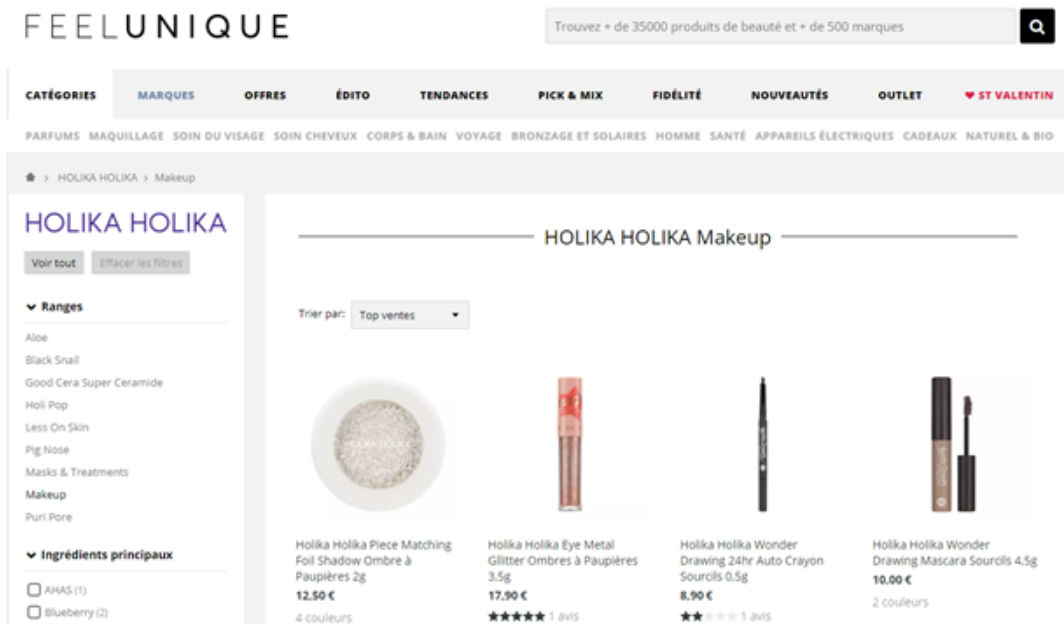 FEELUNIQUE
Trouvez + de 35000 produits de beauté et + de 500 marques
CATÉGORIES MARQUES OFFRES ÉDITO TENDANCES PICK & MIX FIDÉLITÉ NOUVEAUTÉS OUTLET ♥ ST VALENTIN
PARFUMS MAQUILLAGE SOIN DU VISAGE SOIN CHEVEUX CORPS & BAIN VOYAGE BRONZAGE ET SOLAIRES HOMME SANTÉ APPAREILS ÉLECTRIQUES CADEAUX NATUREL & BIO
> HOLIKA HOLIKA > Makeup
HOLIKA HOLIKA
Voir tout Effacer les filtres
Ranges
Aloe
Black Snail
Good Cera Super Ceramide
Holi Pop
Less On Skin
Pig Nose
Masks & Treatments
Makeup
Puri Pore
Ingrédients principaux
AHAS (1)
Blueberry (2)
HOLIKA HOLIKA Makeup
Trier par: Top ventes
HOLIKA HOLIKA
Holika Holika Piece Matching
Foil Shadow Ombre à
Paupières 2g
12,50 €
4 couleurs
Holika Holika Eye Metal
Glitter Ombres à Paupières
3,5g
17,90 €
★★★★★ 1 avis
Holika Holika Wonder
Drawing 24hr Auto Crayon
Sourcils 0,5g
8,90 €
★★☆☆☆ 1 avis
Holika Holika Wonder
Drawing Mascara Sourcils 4,5g
10,00 €
2 couleurs